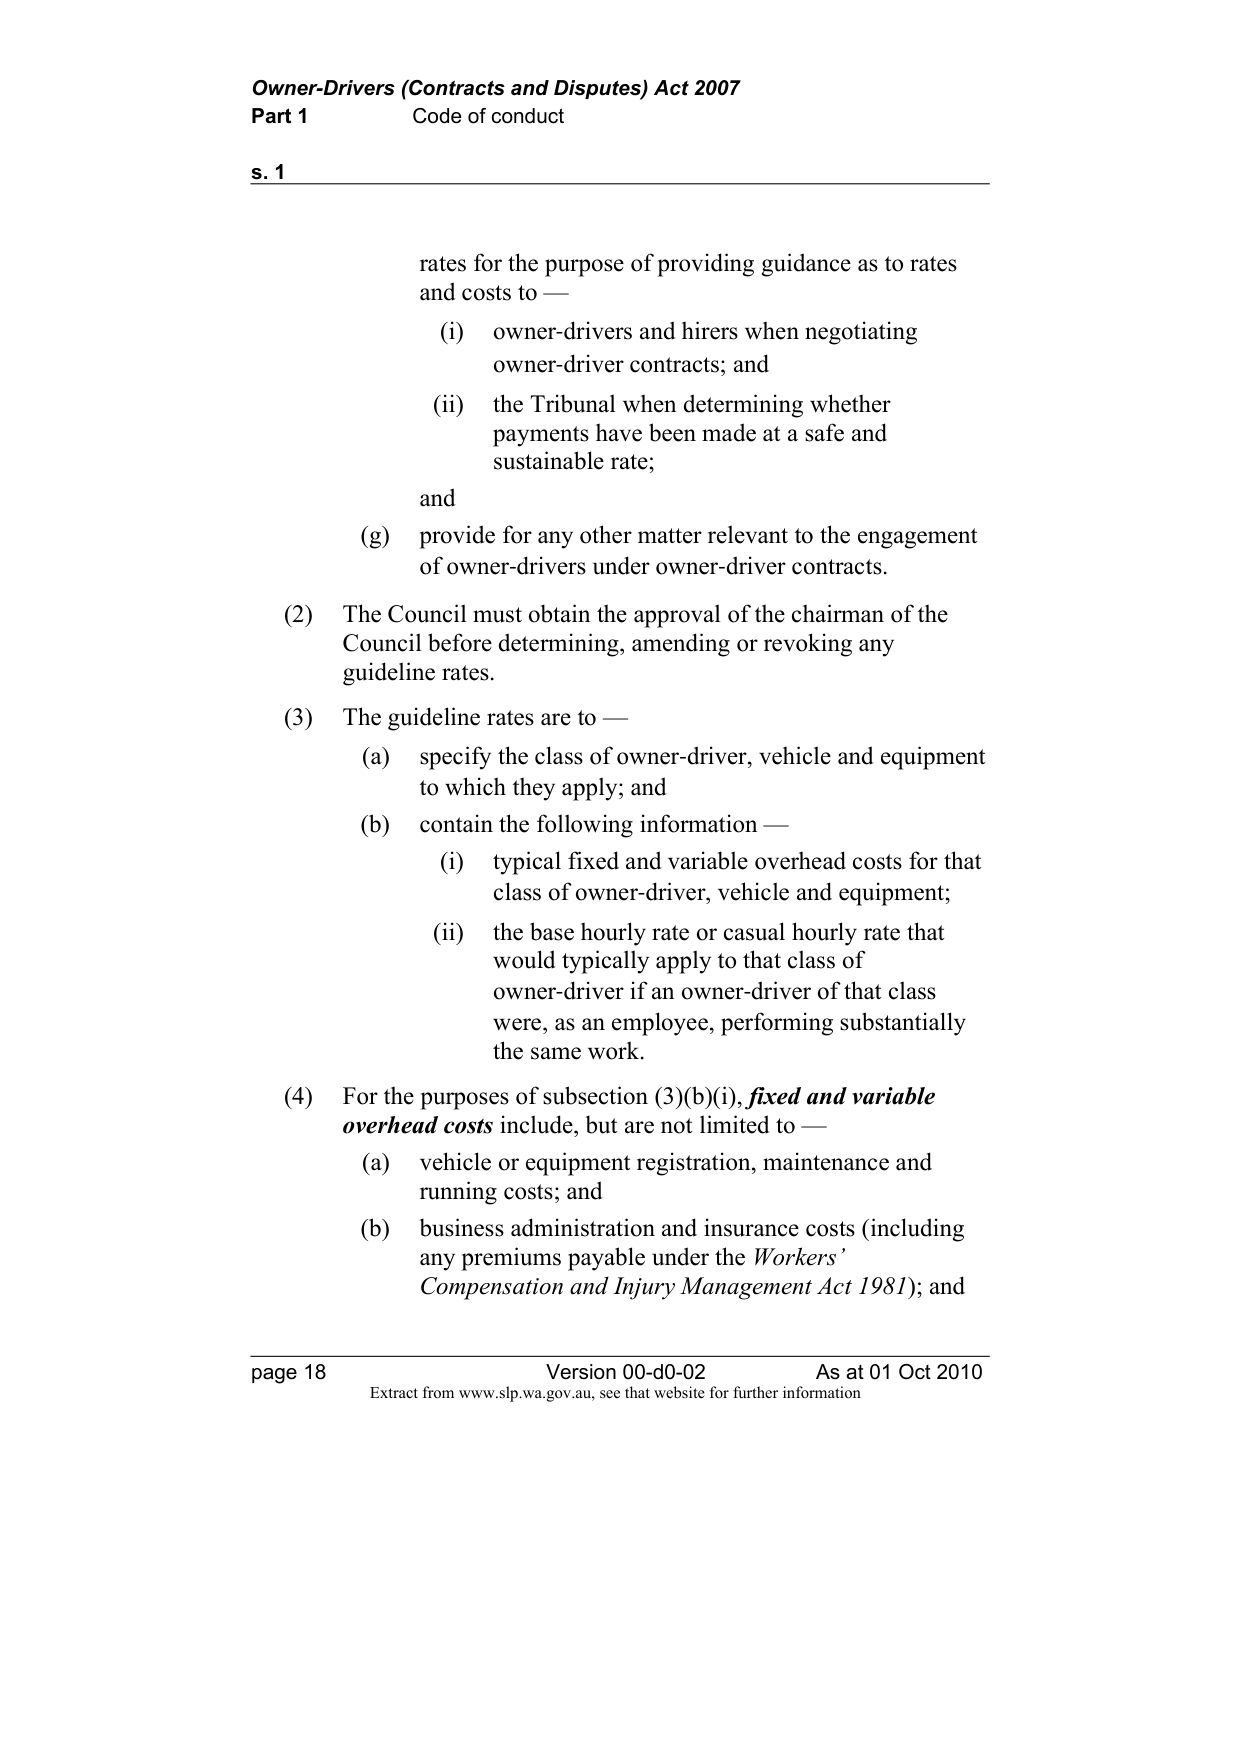 Owner-Drivers (Contracts and Disputes) Act 2007
Part 1 Code of conduct
s. 1
rates for the purpose of providing guidance as to rates
and costs to —
(i) owner-drivers and hirers when negotiating
owner-driver contracts; and
(ii) the Tribunal when determining whether
payments have been made at a safe and
sustainable rate;
and
(g) provide for any other matter relevant to the engagement
of owner-drivers under owner-driver contracts.
(2) The Council must obtain the approval of the chairman of the
Council before determining, amending or revoking any
guideline rates.
(3) The guideline rates are to —
(a) specify the class of owner-driver, vehicle and equipment
to which they apply; and
(b) contain the following information —
(i) typical fixed and variable overhead costs for that
class of owner-driver, vehicle and equipment;
(ii) the base hourly rate or casual hourly rate that
would typically apply to that class of
owner-driver if an owner-driver of that class
were, as an employee, performing substantially
the same work.
(4) For the purposes of subsection (3)(b)(i), fixed and variable
overhead costs include, but are not limited to —
(a) vehicle or equipment registration, maintenance and
running costs; and
(b) business administration and insurance costs (including
any premiums payable under the Workers’
Compensation and Injury Management Act 1981); and
page 18 Version 00-d0-02 As at 01 Oct 2010
Extract from www.slp.wa.gov.au, see that website for further information